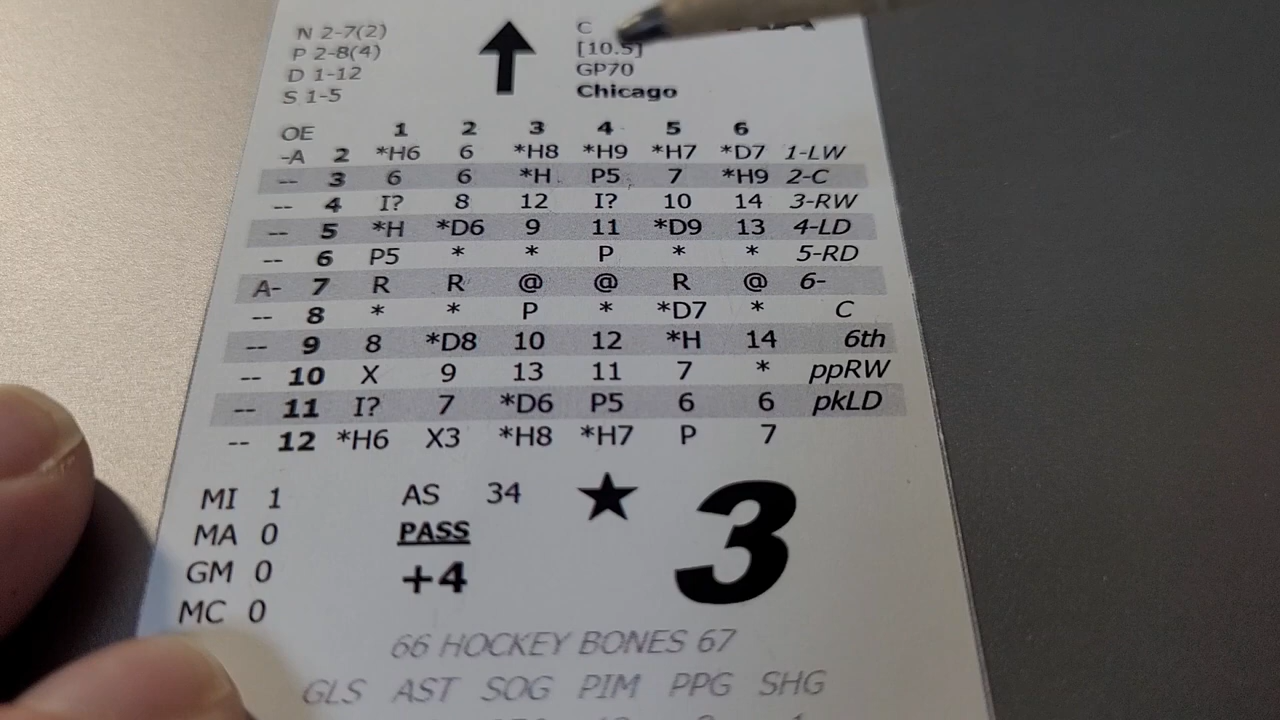 N 2-7(2) C
P 2-8(4) [10.5]
D 1-12 GP70
S 1-5 Chicago
OE 1 2 3 4 5 6
-A 2 *H6 6 *H8 *H9 *H7 *D7 1-LW
-- 3 6 6 *H P5 7 *H9 2-C
-- 4 I? 8 12 I? 10 14 3-RW
-- 5 *H *D6 9 11 *D9 13 4-LD
-- 6 P5 * * P * * 5-RD
A- 7 R R @ @ R @ 6-
-- 8 * * P * *D7 * C
-- 9 8 *D8 10 12 *H 14 6th
-- 10 X 9 13 11 7 * ppRW
-- 11 I? 7 *D6 P5 6 6 pkLD
-- 12 *H6 X3 *H8 *H7 P 7
MI 1 AS 34 3
MA 0 PASS
GM 0 +4
MC 0
66 HOCKEY BONES 67
GLS AST SOG PIM PPG SHG